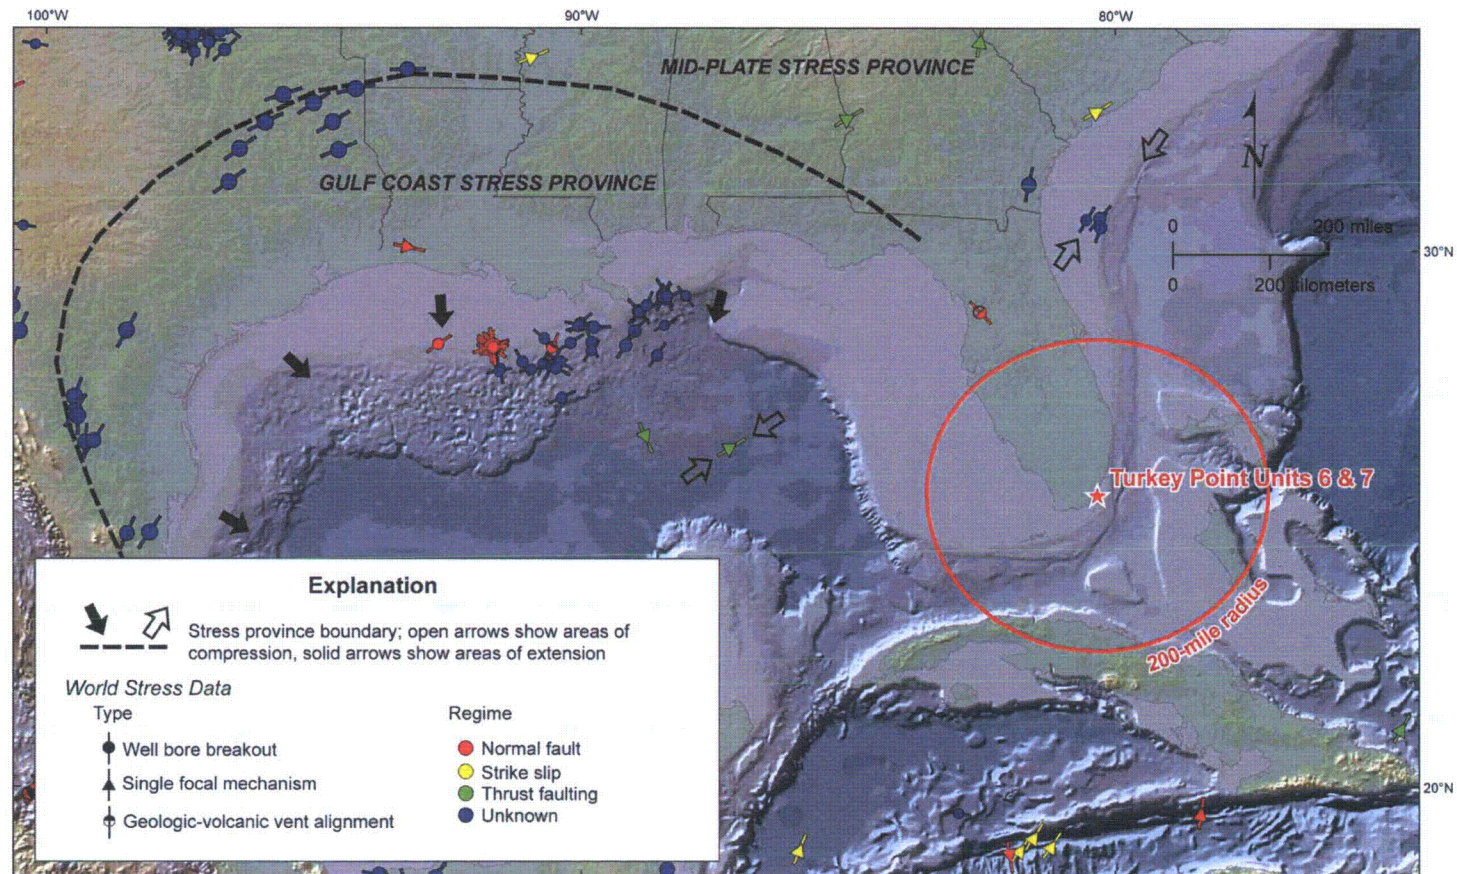 100°W
90°W
80°W
MID-PLATE STRESS PROVINCE
GULF COAST STRESS PROVINCE
N
0
200 miles
0
200 kilometers
30°N
Turkey Point Units 6 & 7
200-mile radius
20°N
Explanation
Stress province boundary; open arrows show areas of
compression, solid arrows show areas of extension
World Stress Data
Type
Well bore breakout
Single focal mechanism
Geologic-volcanic vent alignment
Regime
Normal fault
Strike slip
Thrust faulting
Unknown